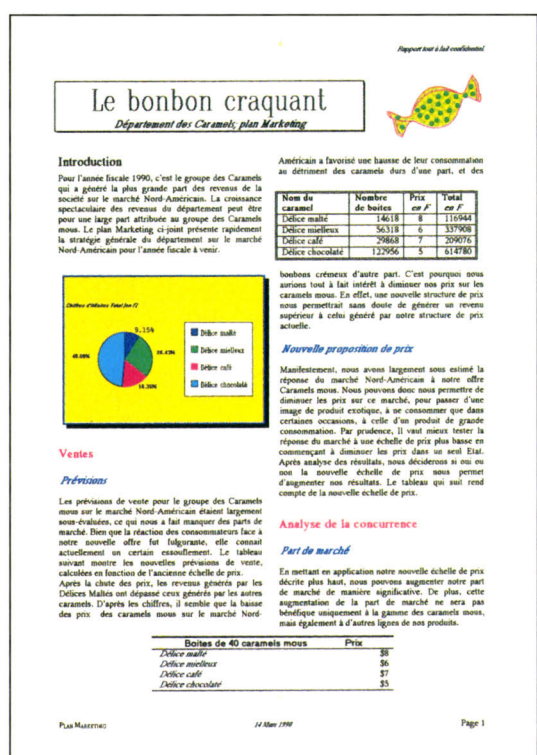 Rapport tout à fait confidentiel
Le bonbon craquant
Département des Caramels, plan Marketing
Introduction
Pour l'année fiscale 1990, c'est le groupe des Caramels
qui a généré la plus grande part des revenus de la
société sur le marché Nord-Américain. La croissance
spectaculaire des revenus du département peut être
pour une large part attribuée au groupe des Caramels
mous. Le plan Marketing ci-joint présente rapidement
la stratégie générale du département sur le marché
Nord-Américain pour l'année fiscale à venir.
Chiffres d'affaires Total (en F)
9.15%
26.43%
16.36%
Délice malté
Délice mielleux
Délice café
Délice chocolaté
Ventes
Prévisions
Les prévisions de vente pour le groupe des Caramels
mous sur le marché Nord-Américain étaient largement
sous-évaluées, ce qui nous a fait manquer des parts de
marché. Bien que la réaction des consommateurs face à
notre nouvelle offre fut fulgurante, elle connait
actuellement un certain essouflement. Le tableau
suivant montre les nouvelles prévisions de vente,
calculées en fonction de l'ancienne échelle de prix.
Après la chute des prix, les revenus générés par les
Délices Maltés ont dépassé ceux générés par les autres
caramels. D'après les chiffres, il semble que la baisse
des prix des caramels mous sur le marché Nord-
Américain a favorisé une hausse de leur consommation
au détriment des caramels durs d'une part, et des
Nom du caramel Nombre de boites Prix en F Total en F
Délice malté 14618 8 116944
Délice mielleux 56318 6 337908
Délice café 29868 7 209076
Délice chocolaté 122956 5 614780
bonbons crémeux d'autre part. C'est pourquoi nous
aurions tout à fait intérêt à diminuer nos prix sur les
caramels mous. En effet, une nouvelle structure de prix
nous permettrait sans doute de générer un revenu
supérieur à celui généré par notre structure de prix
actuelle.
Nouvelle proposition de prix
Manifestement, nous avons largement sous estimé la
réponse du marché Nord-Américain à notre offre
Caramels mous. Nous pouvons donc nous permettre de
diminuer les prix sur ce marché, pour passer d'une
image de produit exotique, à ne consommer que dans
certaines occasions, à celle d'un produit de grande
consommation. Par prudence, Il vaut mieux tester la
réponse du marché à une échelle de prix plus basse en
commençant à diminuer les prix dans un seul Etat.
Après analyse des résultats, nous déciderons si oui ou
non la nouvelle échelle de prix nous permet
d'augmenter nos résultats. Le tableau qui suit rend
compte de la nouvelle échelle de prix.
Analyse de la concurrence
Part de marché
En mettant en application notre nouvelle échelle de prix
décrite plus haut, nous pouvons augmenter notre part
de marché de manière significative. De plus, cette
augmentation de la part de marché ne sera pas
bénéfique uniquement à la gamme des caramels mous,
mais également à d'autres lignes de nos produits.
Boites de 40 caramels mous Prix
Délice malté $8
Délice mielleux $6
Délice café $7
Délice chocolaté $5
PLAN MARKETING 14 Mars 1990 Page 1